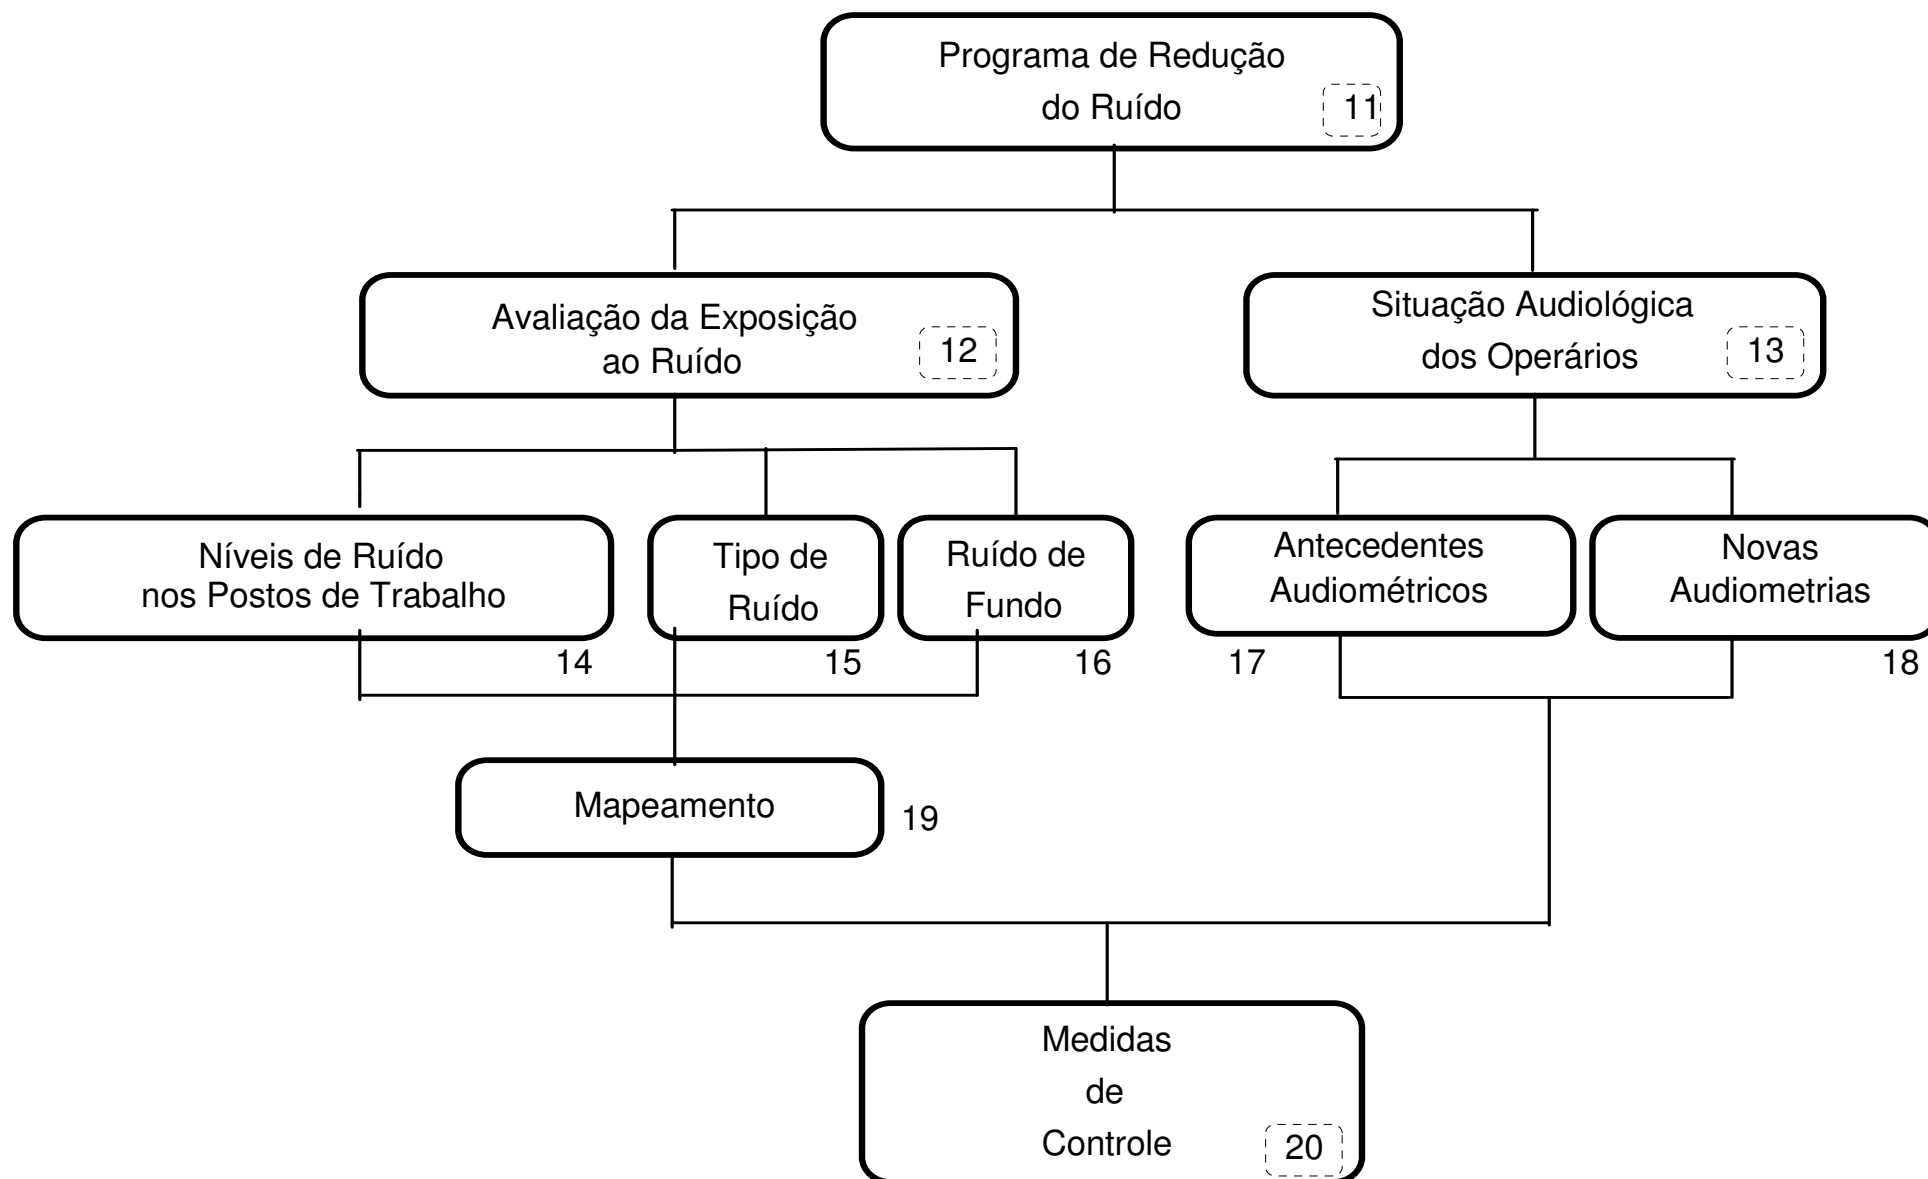 Programa de Redução
do Ruído
11
Avaliação da Exposição
ao Ruído
12
Situação Audiológica
dos Operários
13
Níveis de Ruído
nos Postos de Trabalho
14
Tipo de
Ruído
15
Ruído de
Fundo
16
Antecedentes
Audiométricos
17
Novas
Audiometrias
18
Mapeamento
19
Medidas
de
Controle
20